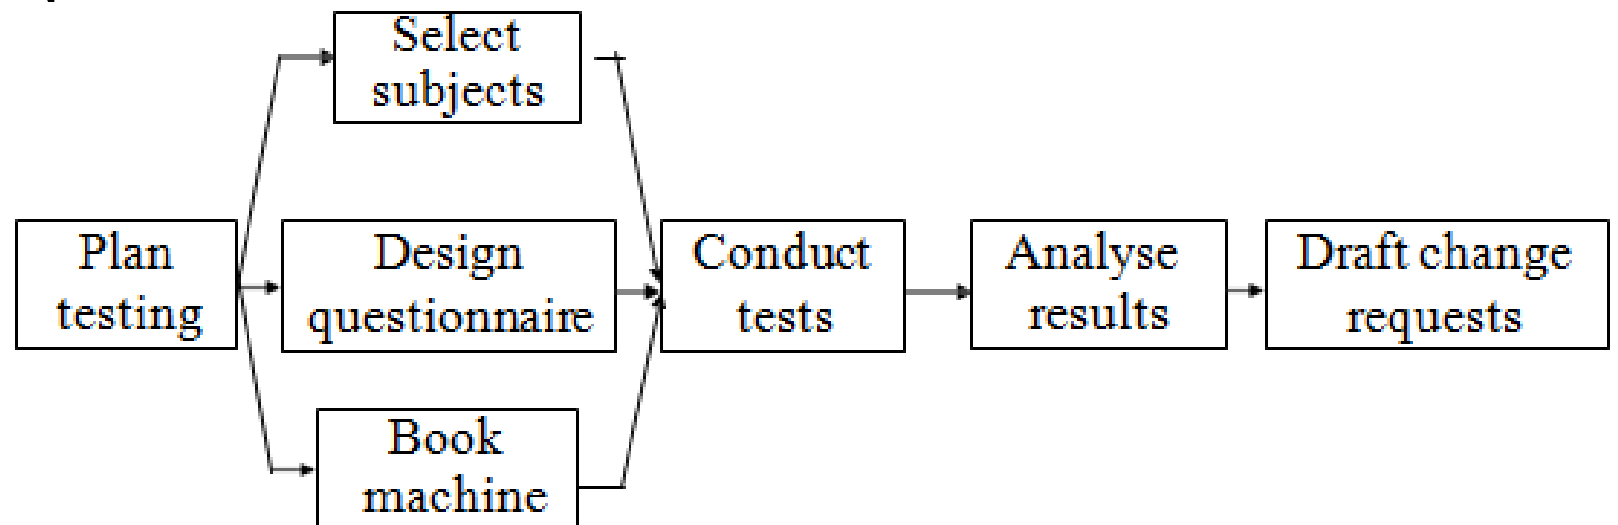 Select
subjects
Plan
testing
Design
questionnaire
Conduct
tests
Analyse
results
Draft change
requests
Book
machine